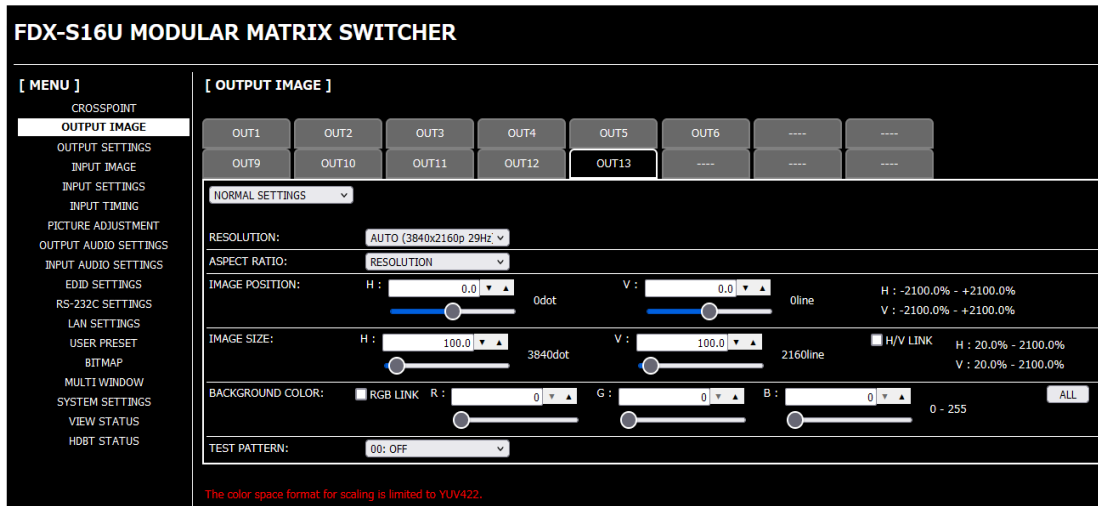 FDX-S16U MODULAR MATRIX SWITCHER
[ MENU ]
CROSSPOINT
OUTPUT IMAGE
OUTPUT SETTINGS
INPUT IMAGE
INPUT SETTINGS
INPUT TIMING
PICTURE ADJUSTMENT
OUTPUT AUDIO SETTINGS
INPUT AUDIO SETTINGS
EDID SETTINGS
RS-232C SETTINGS
LAN SETTINGS
USER PRESET
BITMAP
MULTI WINDOW
SYSTEM SETTINGS
VIEW STATUS
HDBT STATUS
[ OUTPUT IMAGE ]
OUT1 OUT2 OUT3 OUT4 OUT5 OUT6 ---- ----
OUT9 OUT10 OUT11 OUT12 OUT13 ---- ---- ----
NORMAL SETTINGS
RESOLUTION: AUTO (3840x2160p 29Hz)
ASPECT RATIO: RESOLUTION
IMAGE POSITION: H : 0.0 0dot V : 0.0 0line H : -2100.0% - +2100.0%
V : -2100.0% - +2100.0%
IMAGE SIZE: H : 100.0 3840dot V : 100.0 2160line H/V LINK H : 20.0% - 2100.0%
V : 20.0% - 2100.0%
BACKGROUND COLOR: RGB LINK R : 0 G : 0 B : 0 0 - 255 ALL
TEST PATTERN: 00: OFF
The color space format for scaling is limited to YUV422.